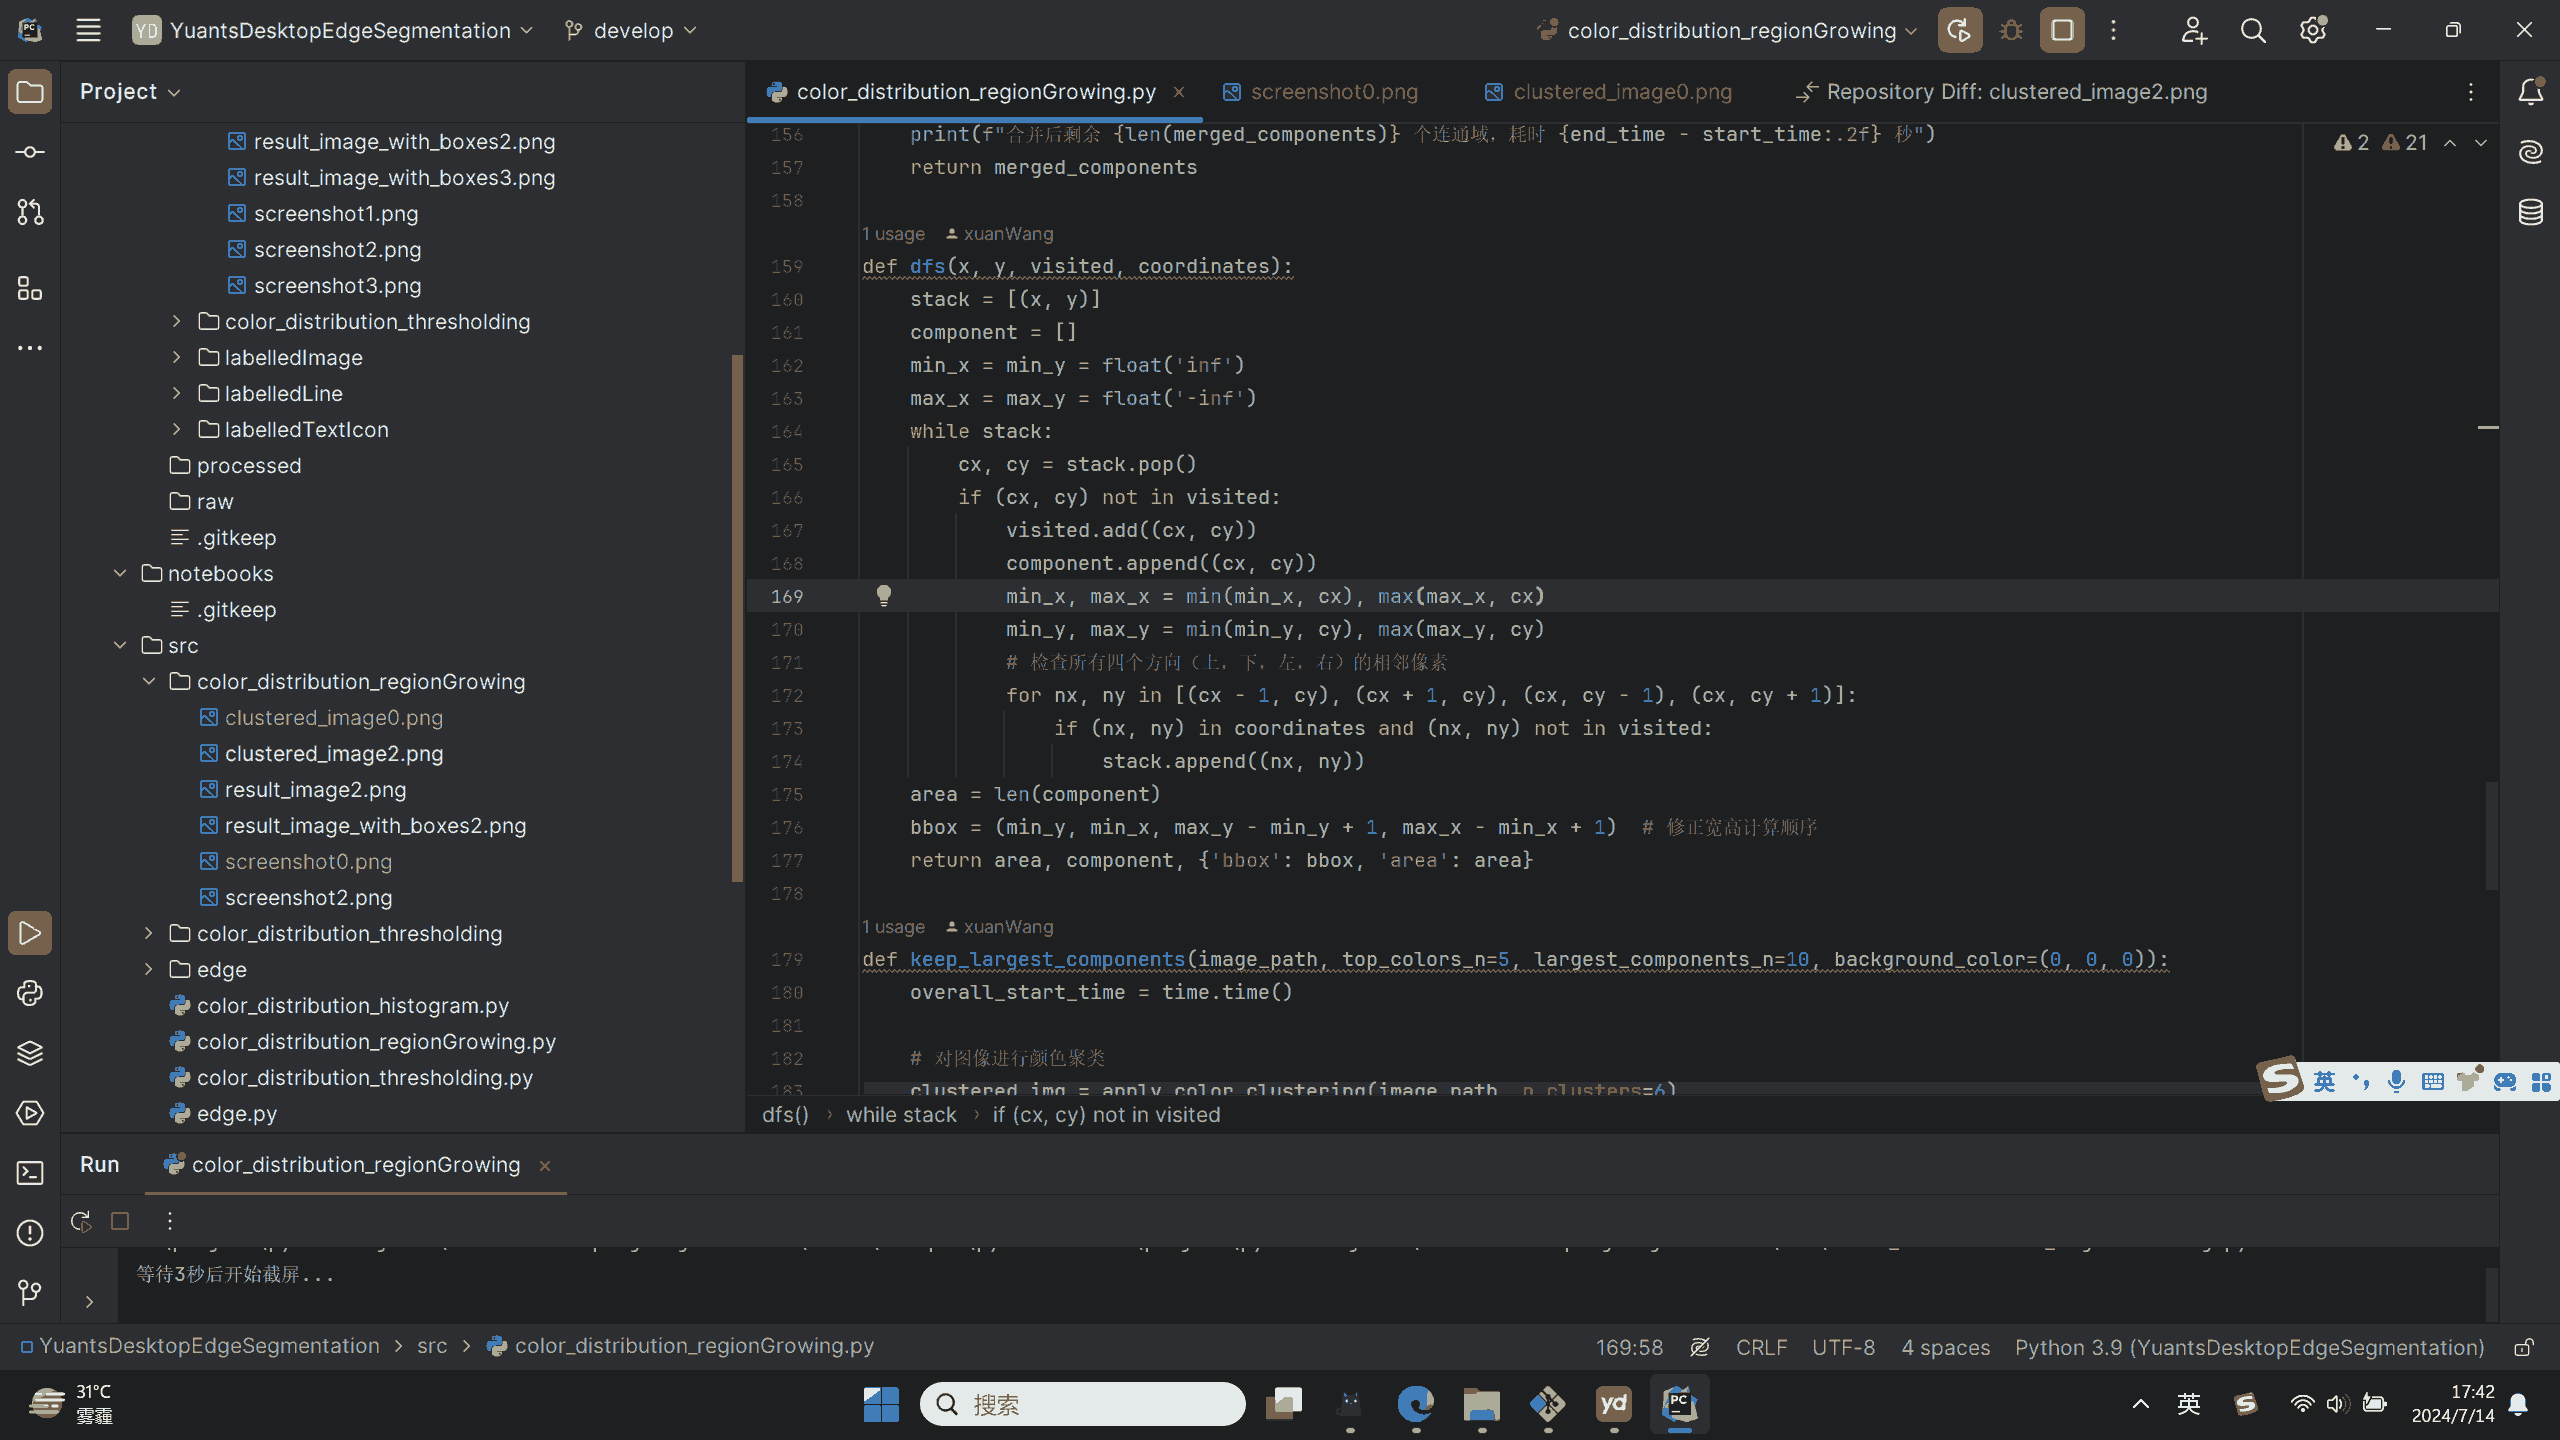 YD YuantsDesktopEdgeSegmentation develop color_distribution_regionGrowing
Project
result_image_with_boxes2.png
result_image_with_boxes3.png
screenshot1.png
screenshot2.png
screenshot3.png
color_distribution_thresholding
labelledImage
labelledLine
labelledTextIcon
processed
raw
.gitkeep
notebooks
.gitkeep
src
color_distribution_regionGrowing
clustered_image0.png
clustered_image2.png
result_image2.png
result_image_with_boxes2.png
screenshot0.png
screenshot2.png
color_distribution_thresholding
edge
color_distribution_histogram.py
color_distribution_regionGrowing.py
color_distribution_thresholding.py
edge.py
color_distribution_regionGrowing.py screenshot0.png clustered_image0.png Repository Diff: clustered_image2.png
2 21
156 print(f"合并后剩余 {len(merged_components)} 个连通域，耗时 {end_time - start_time:.2f} 秒")
157 return merged_components
158
1 usage xuanWang
159 def dfs(x, y, visited, coordinates):
160 stack = [(x, y)]
161 component = []
162 min_x = min_y = float('inf')
163 max_x = max_y = float('-inf')
164 while stack:
165 cx, cy = stack.pop()
166 if (cx, cy) not in visited:
167 visited.add((cx, cy))
168 component.append((cx, cy))
169 min_x, max_x = min(min_x, cx), max(max_x, cx)
170 min_y, max_y = min(min_y, cy), max(max_y, cy)
171 # 检查所有四个方向（上，下，左，右）的相邻像素
172 for nx, ny in [(cx - 1, cy), (cx + 1, cy), (cx, cy - 1), (cx, cy + 1)]:
173 if (nx, ny) in coordinates and (nx, ny) not in visited:
174 stack.append((nx, ny))
175 area = len(component)
176 bbox = (min_y, min_x, max_y - min_y + 1, max_x - min_x + 1) # 修正宽高计算顺序
177 return area, component, {'bbox': bbox, 'area': area}
178
1 usage xuanWang
179 def keep_largest_components(image_path, top_colors_n=5, largest_components_n=10, background_color=(0, 0, 0)):
180 overall_start_time = time.time()
181
182 # 对图像进行颜色聚类
183 clustered_img = apply_color_clustering(image_path, n_clusters=6)
英
dfs() while stack if (cx, cy) not in visited
Run color_distribution_regionGrowing
等待3秒后开始截屏...
YuantsDesktopEdgeSegmentation src color_distribution_regionGrowing.py 169:58 CRLF UTF-8 4 spaces Python 3.9 (YuantsDesktopEdgeSegmentation)
31°C
雾霾
搜索
yd
PC
英
17:42
2024/7/14